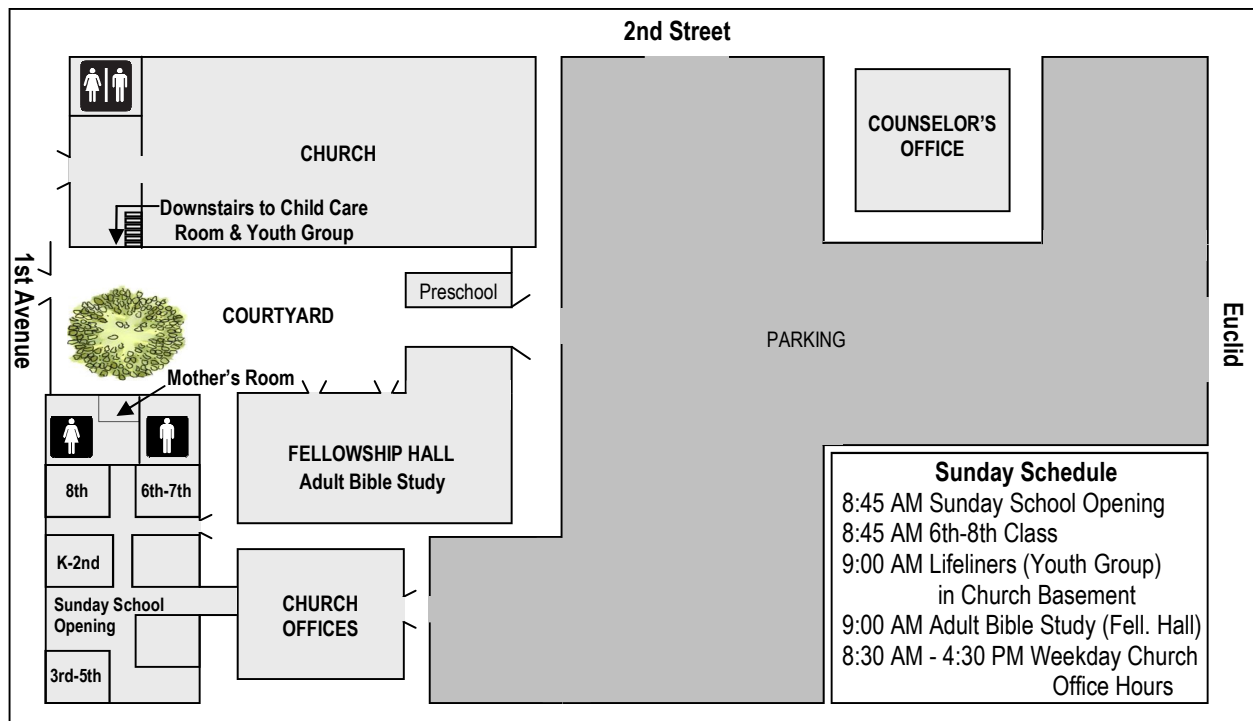 2nd Street
COUNSELOR'S
OFFICE
CHURCH
Downstairs to Child Care
Room & Youth Group
1st Avenue
Preschool
COURTYARD
PARKING
Euclid
Mother's Room
FELLOWSHIP HALL
Adult Bible Study
8th
6th-7th
K-2nd
Sunday School
Opening
CHURCH
OFFICES
3rd-5th
Sunday Schedule
8:45 AM Sunday School Opening
8:45 AM 6th-8th Class
9:00 AM Lifeliners (Youth Group)
in Church Basement
9:00 AM Adult Bible Study (Fell. Hall)
8:30 AM - 4:30 PM Weekday Church
Office Hours